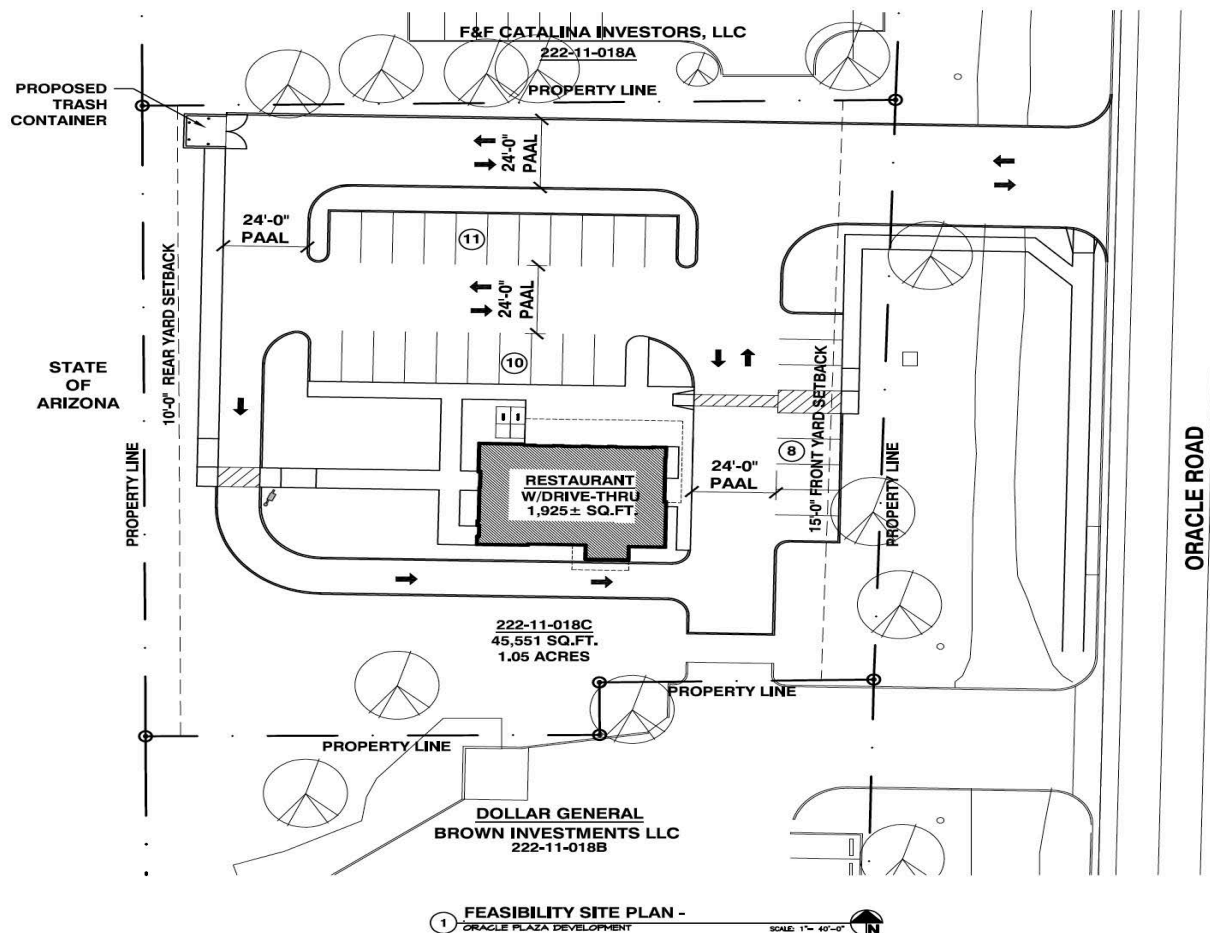 F&F CATALINA INVESTORS, LLC
222-11-018A
PROPERTY LINE
PROPOSED
TRASH
CONTAINER
24'-0"
PAAL
24'-0"
PAAL
11
24'-0"
PAAL
10
10'-0" REAR YARD SETBACK
STATE
OF
ARIZONA
PROPERTY LINE
RESTAURANT
W/DRIVE-THRU
1,925± SQ.FT.
8
24'-0"
PAAL
15'-0" FRONT YARD SETBACK
PROPERTY LINE
ORACLE ROAD
222-11-018C
45,551 SQ.FT.
1.05 ACRES
PROPERTY LINE
PROPERTY LINE
DOLLAR GENERAL
BROWN INVESTMENTS LLC
222-11-018B
1
FEASIBILITY SITE PLAN -
ORACLE PLAZA DEVELOPMENT
SCALE: 1"= 40'-0"
N